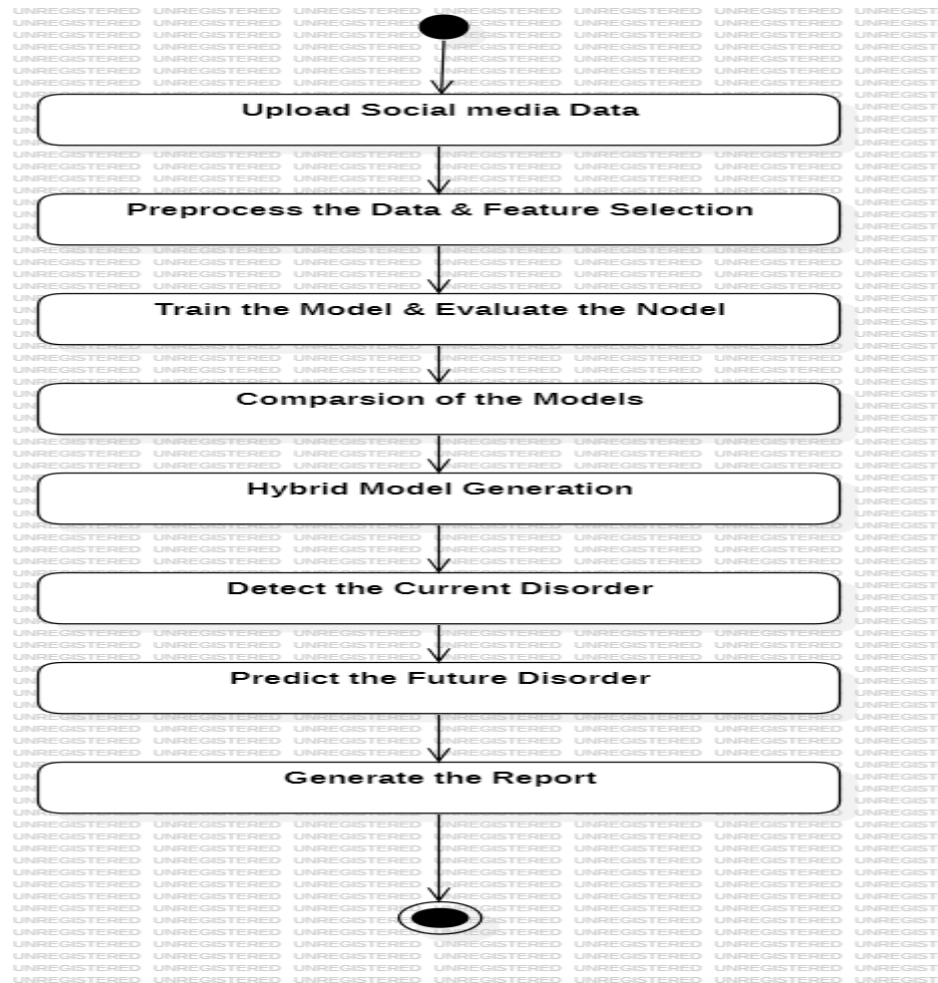 Upload Social media Data
Preprocess the Data & Feature Selection
Train the Model & Evaluate the Nodel
Comparsion of the Models
Hybrid Model Generation
Detect the Current Disorder
Predict the Future Disorder
Generate the Report
UNREGISTERED